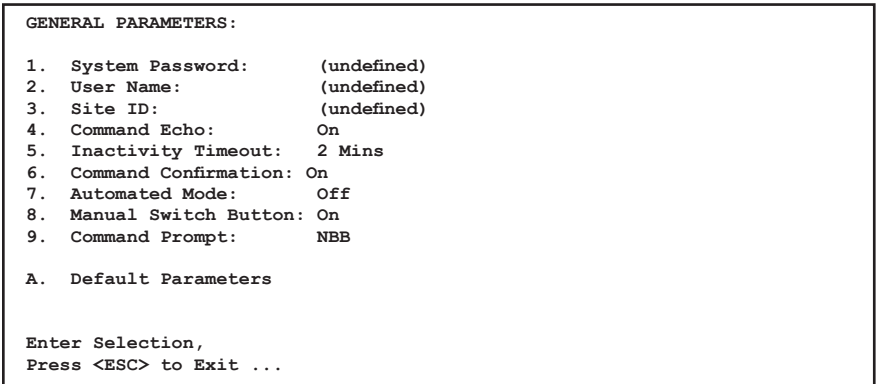 GENERAL PARAMETERS:
1. System Password: (undefined)
2. User Name: (undefined)
3. Site ID: (undefined)
4. Command Echo: On
5. Inactivity Timeout: 2 Mins
6. Command Confirmation: On
7. Automated Mode: Off
8. Manual Switch Button: On
9. Command Prompt: NBB
A. Default Parameters
Enter Selection,
Press <ESC> to Exit ...